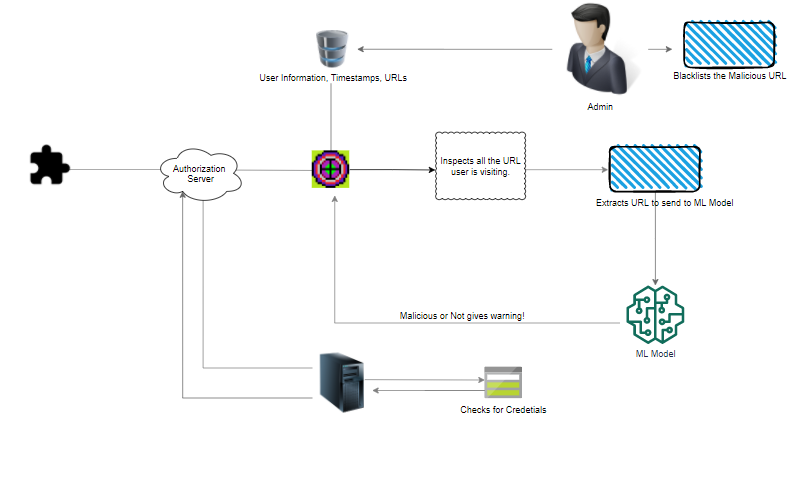 User Information, Timestamps, URLs
Blacklists the Malicious URL
Admin
Authorization
Server
Inspects all the URL
user is visiting.
Extracts URL to send to ML Model
Malicious or Not gives warning!
ML Model
Checks for Credetials